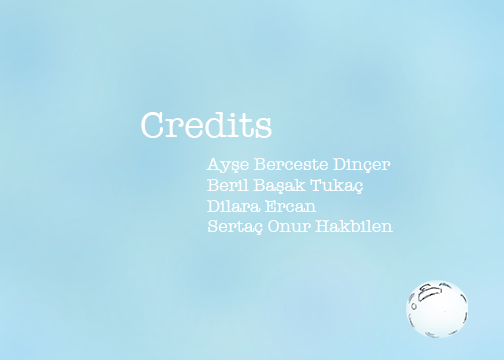 Credits
Ayşe Berceste Dinçer
Beril Başak Tukaç
Dilara Ercan
Sertaç Onur Hakbilen